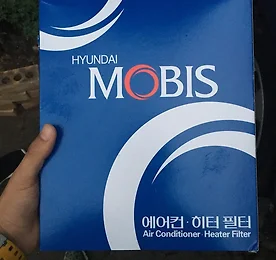 HYUNDAI
MOBIS
에어컨·히터 필터
Air Conditioner Heater Filter